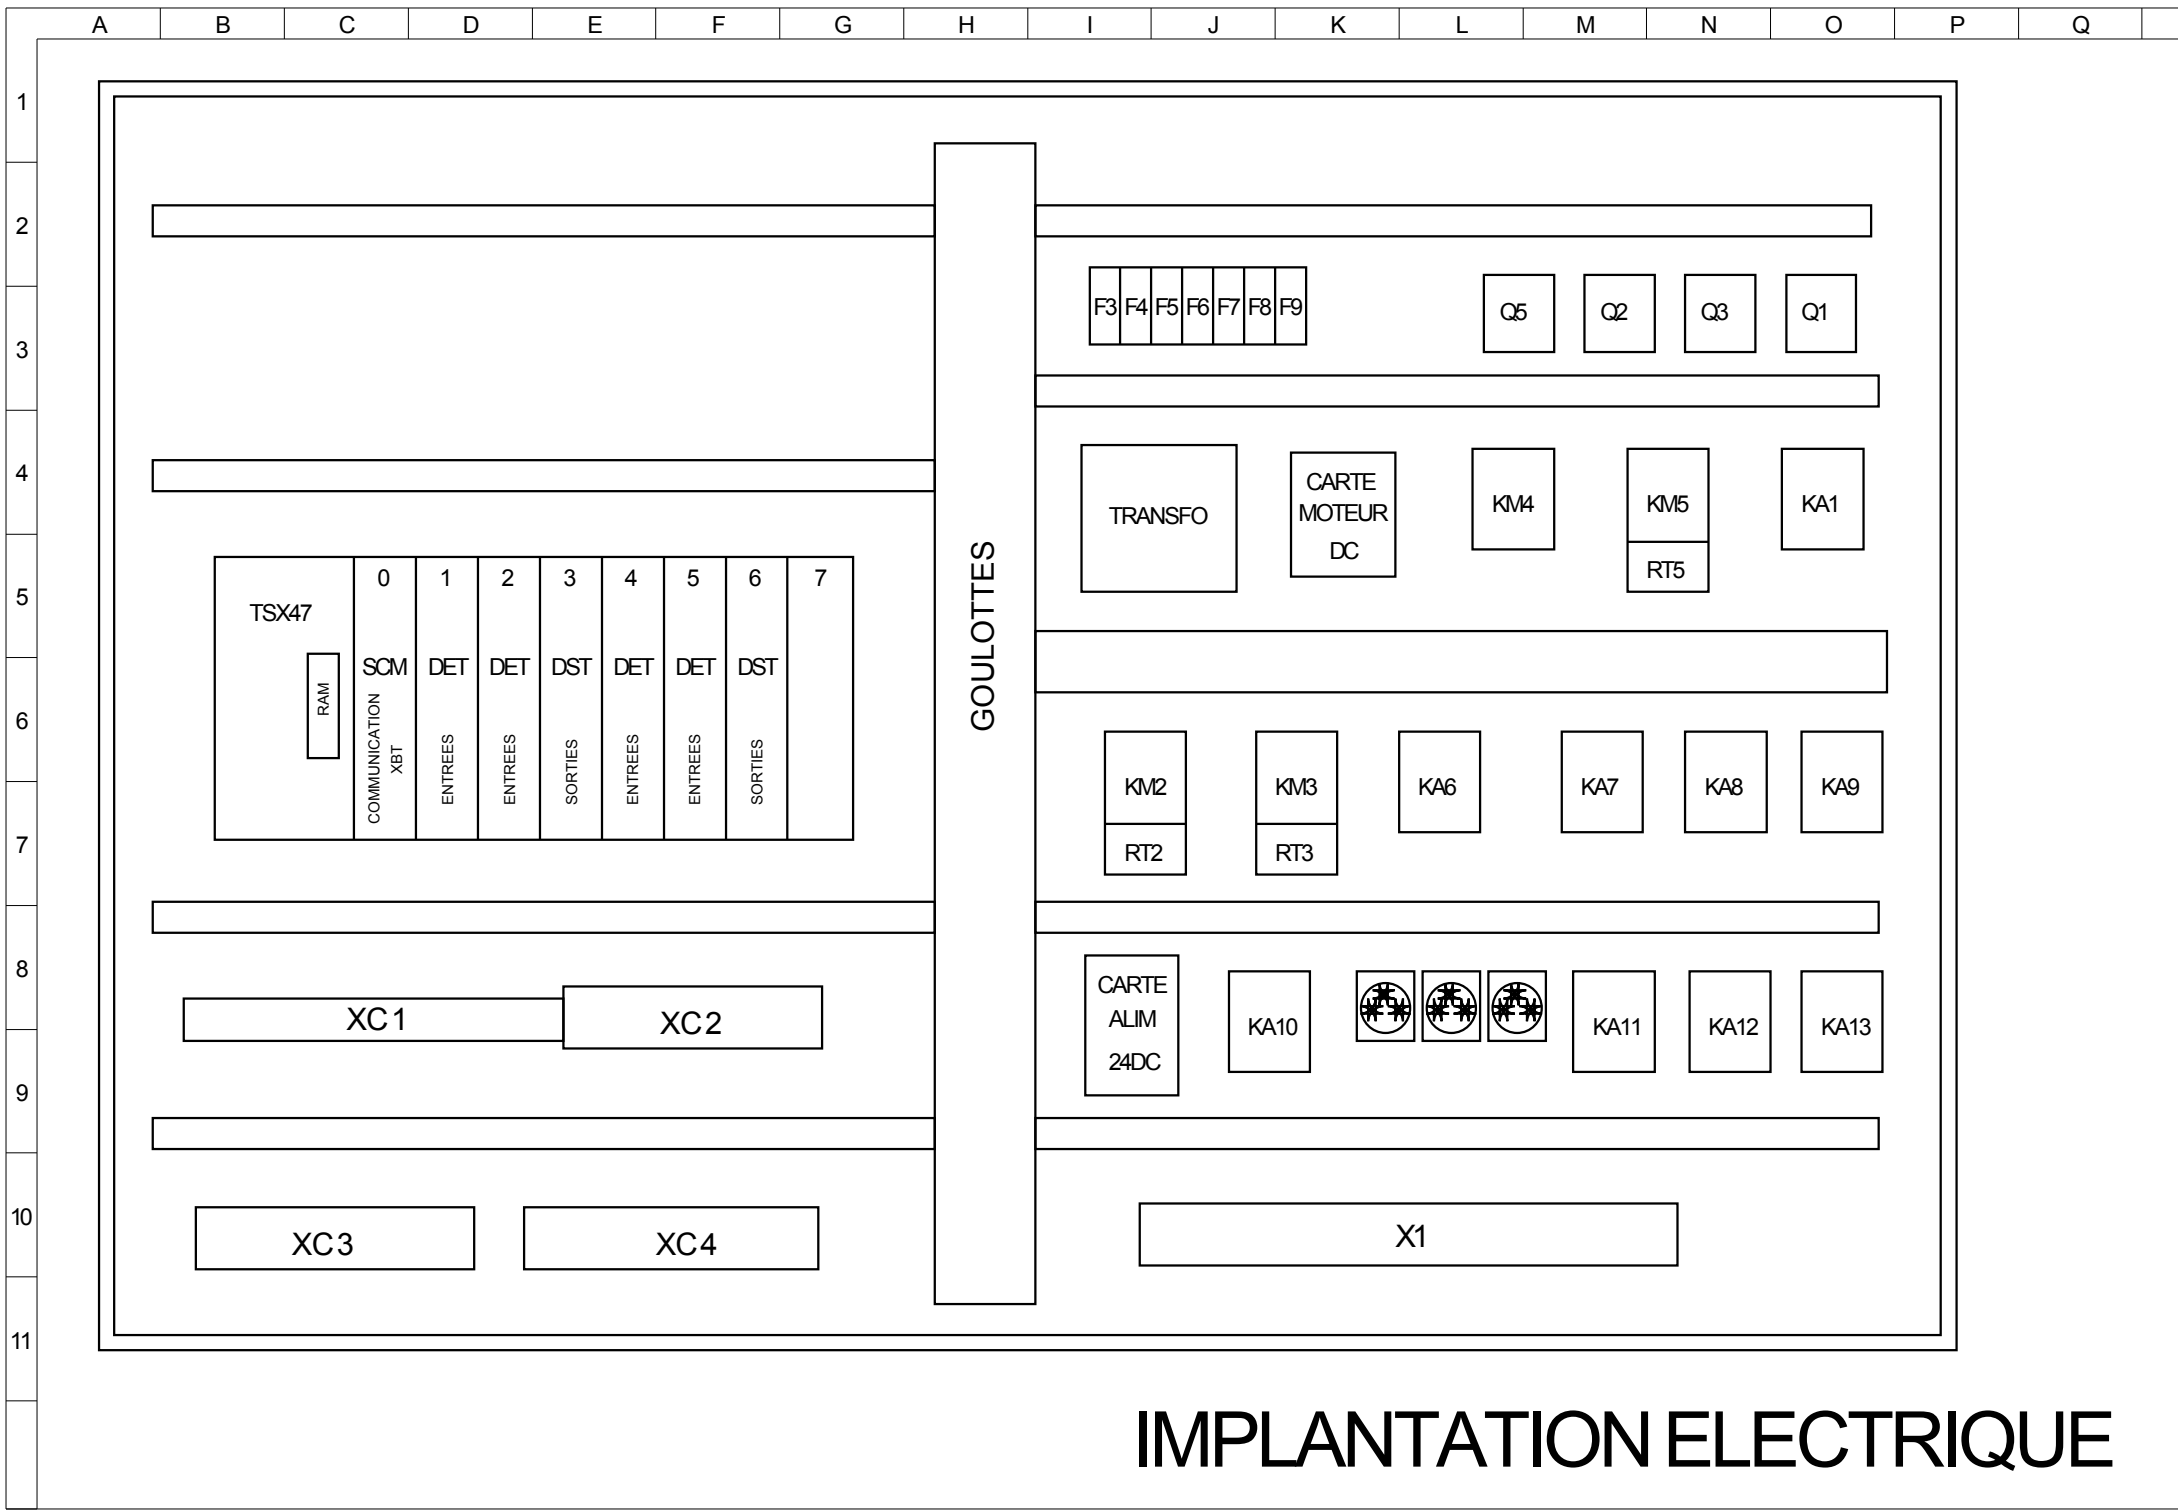 A B C D E F G H I J K L M N O P Q
1
2
F3 F4 F5 F6 F7 F8 F9 Q5 Q2 Q3 Q1
3
4
TRANSFO
CARTE
MOTEUR
DC
KM4
KM5
RT5
KA1
5
TSX47
RAM
0 1 2 3 4 5 6 7
SCM DET DET DST DET DET DST
COMMUNICATION
XBT
ENTREES
ENTREES
SORTIES
ENTREES
ENTREES
SORTIES
GOULOTTES
6
KM2 KM3 KA6 KA7 KA8 KA9
RT2 RT3
7
8
XC1 XC2
CARTE
ALIM
24DC
KA10 KA11 KA12 KA13
9
10
XC3 XC4 X1
11
IMPLANTATION ELECTRIQUE